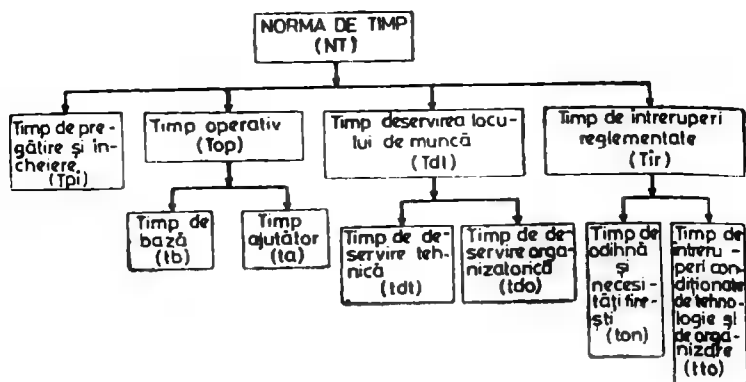 NORMA DE TIMP
(NT)
Timp de pre-
gătire și în-
cheiere
(Tpi)
Timp operativ
(Top)
Timp deservirea locu-
lui de muncă
(Tdl)
Timp de întreruperi
reglementate
(Tîr)
Timp de
bază
(tb)
Timp
ajutător
(ta)
Timp de de-
servire teh-
nică
(tdt)
Timp de de-
servire orga-
nizatorică
(tdo)
Timp de
odihnă
și
necesi-
tăți fire-
ști
(ton)
Timp de
întreru-
peri con-
diționate
de tehno-
logie și
de orga-
nizare
(tto)